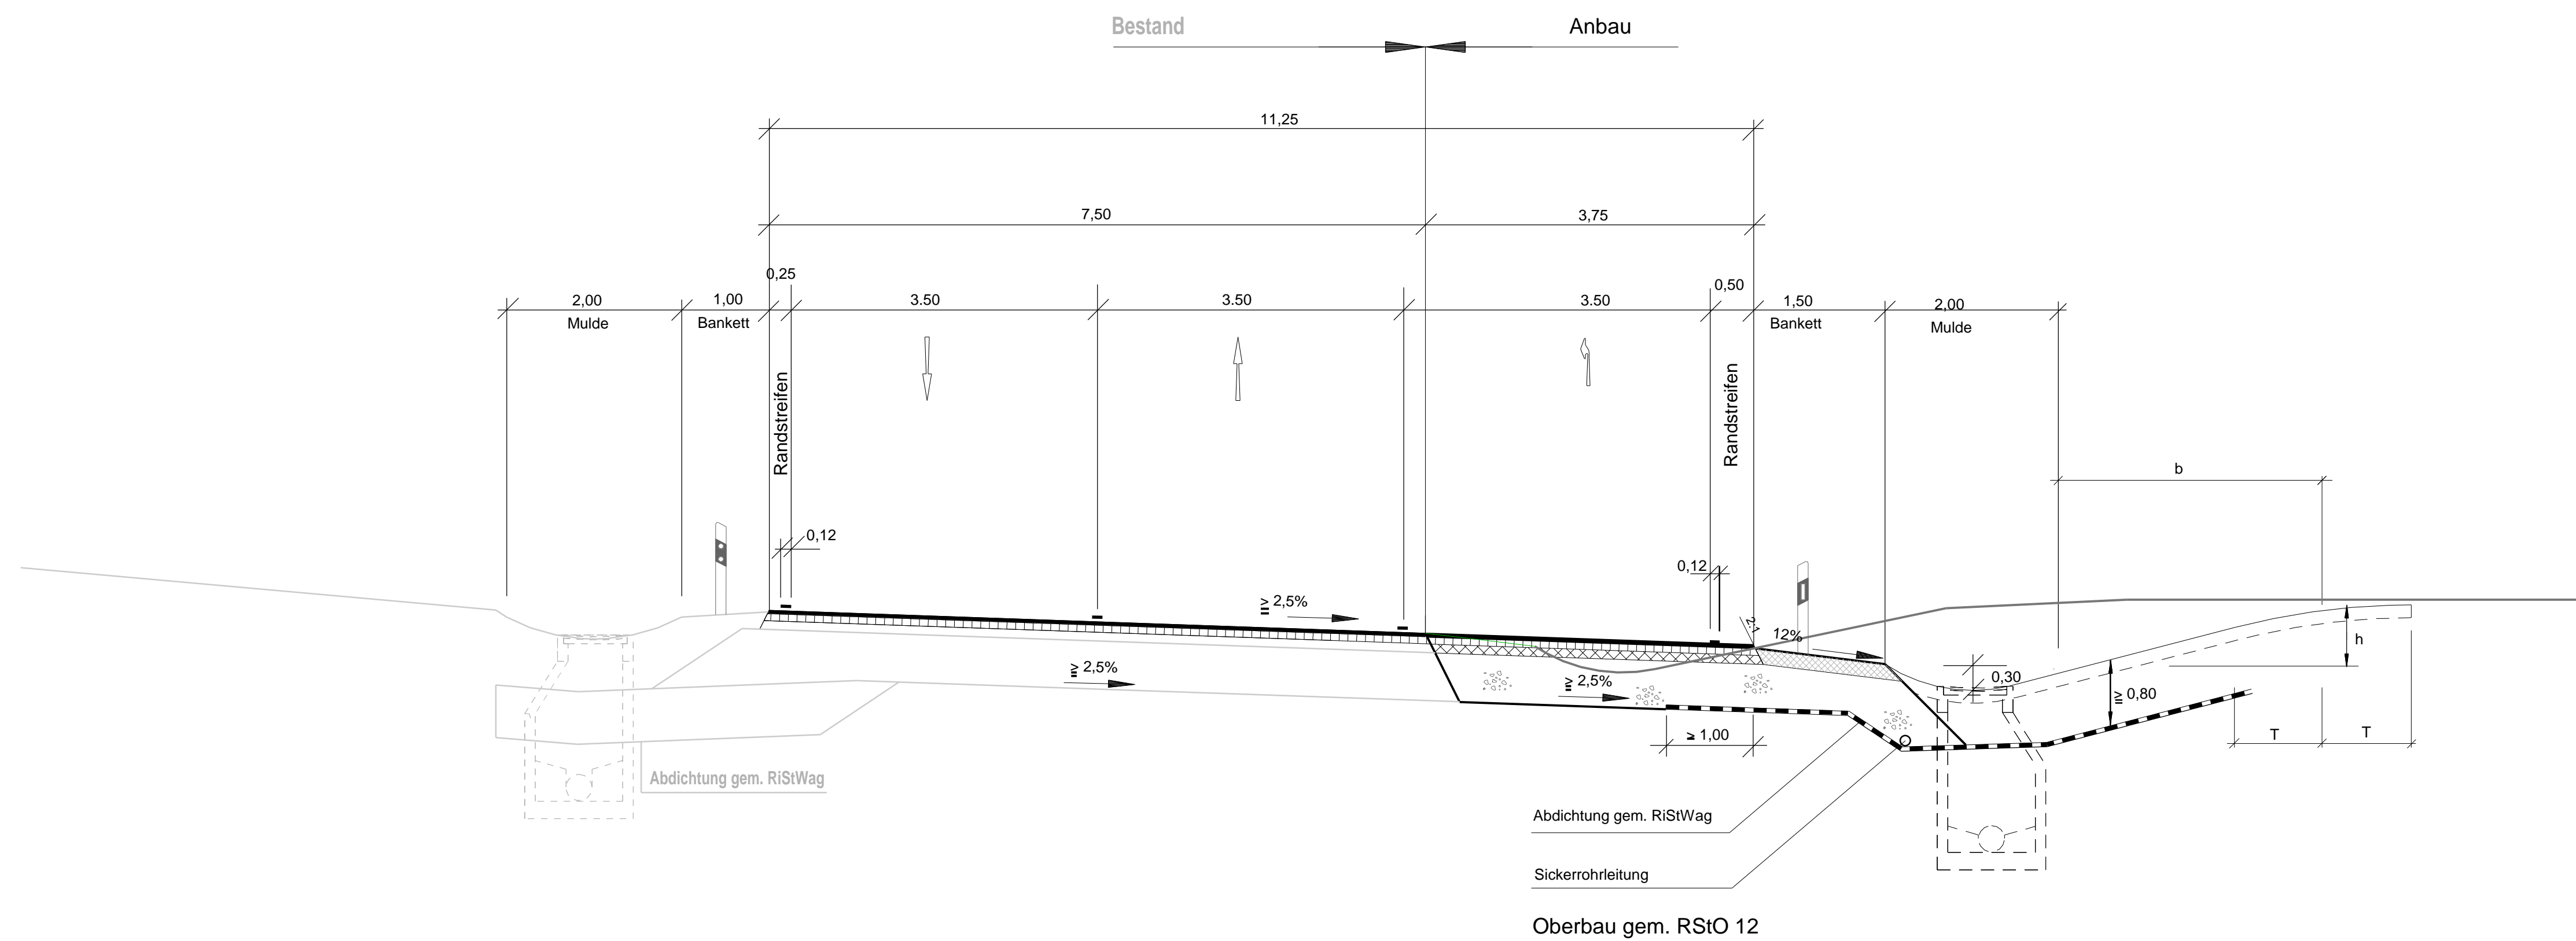 Bestand
Anbau
11,25
7,50
3,75
0,25
0,50
2,00
1,00
3.50
3.50
3.50
1,50
2,00
Mulde
Bankett
Bankett
Mulde
Randstreifen
Randstreifen
b
0,12
0,12
≥ 2,5%
2:1
12%
h
≥ 2,5%
≥ 2,5%
0,30
≥ 0,80
≥ 1,00
T
T
Abdichtung gem. RiStWag
Abdichtung gem. RiStWag
Sickerrohrleitung
Oberbau gem. RStO 12